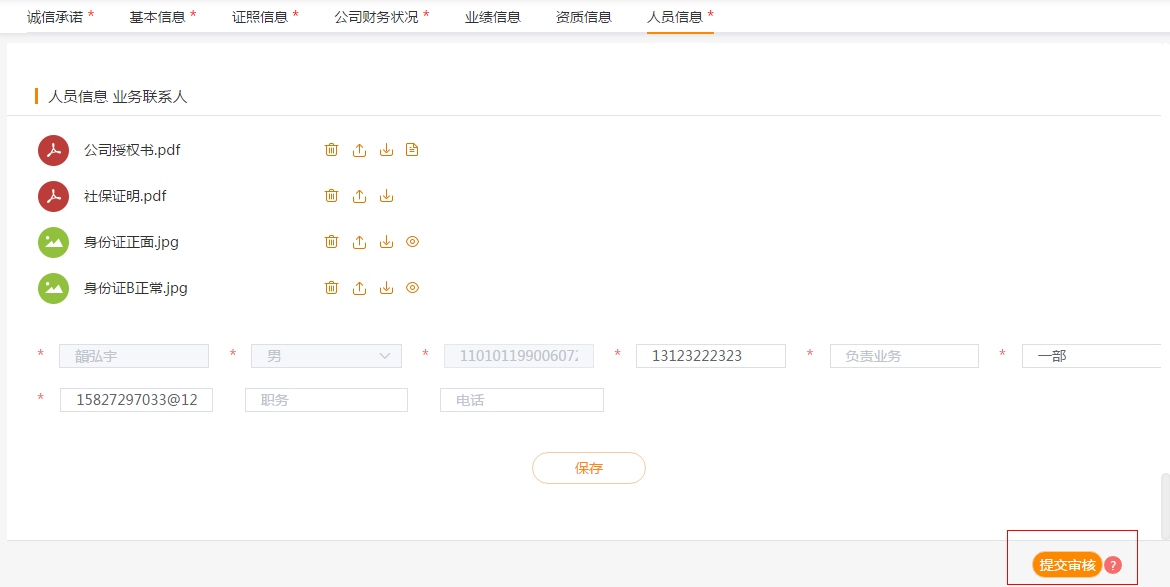 诚信承诺 * 基本信息 * 证照信息 * 公司财务状况 * 业绩信息 资质信息 人员信息 *
人员信息 业务联系人
公司授权书.pdf
社保证明.pdf
身份证正面.jpg
身份证B正常.jpg
* 韶弘宇 * 男 * 11010119900607 * 13123222323 * 负责业务 * 一部
* 15827297033@12 职务 电话
保存
提交审核 ?